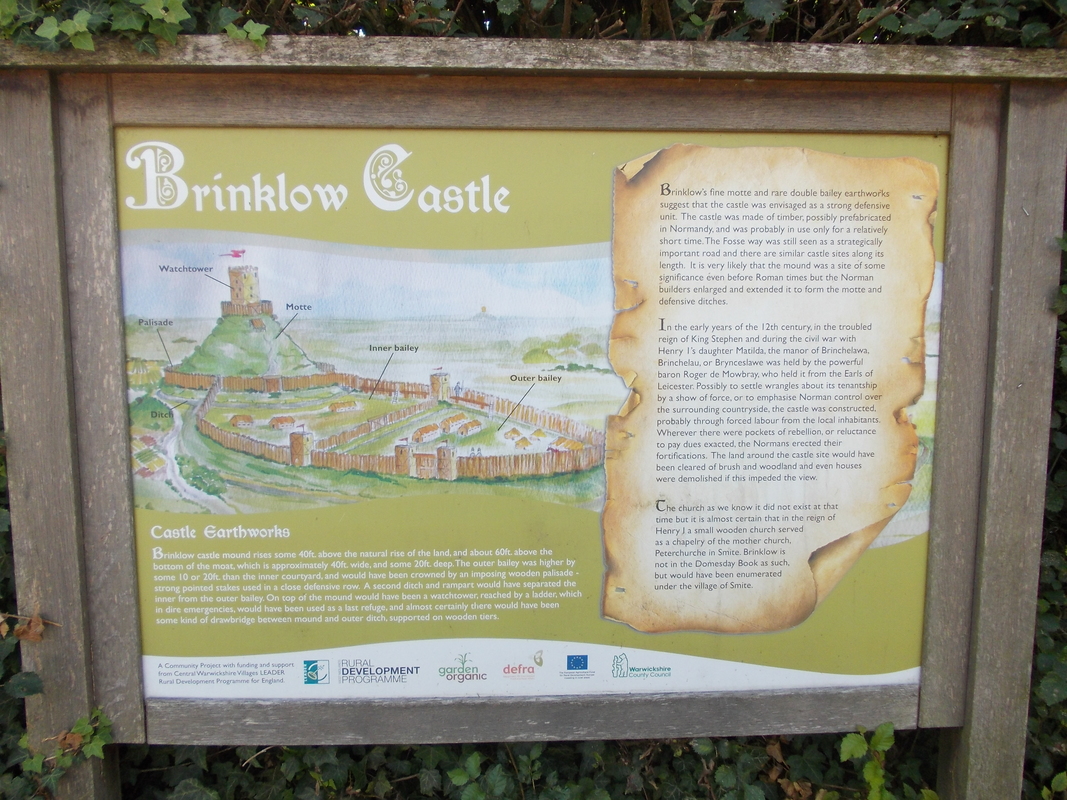 Brinklow Castle
Watchtower
Motte
Palisade
Inner bailey
Outer bailey
Ditch
Castle Earthworks
Brinklow castle mound rises some 40ft. above the natural rise of the land, and about 60ft. above the
bottom of the moat, which is approximately 40ft. wide, and some 20ft. deep. The outer bailey was higher by
some 10 or 20ft. than the inner courtyard, and would have been crowned by an imposing wooden palisade -
strong pointed stakes used in a close defensive row. A second ditch and rampart would have separated the
inner from the outer bailey. On top of the mound would have been a watchtower, reached by a ladder, which
in dire emergencies, would have been used as a last refuge, and almost certainly there would have been
some kind of drawbridge between mound and outer ditch, supported on wooden tiers.
Brinklow's fine motte and rare double bailey earthworks
suggest that the castle was envisaged as a strong defensive
unit. The castle was made of timber, possibly prefabricated
in Normandy, and was probably in use only for a relatively
short time. The Fosse way was still seen as a strategically
important road and there are similar castle sites along its
length. It is very likely that the mound was a site of some
significance even before Roman times but the Norman
builders enlarged and extended it to form the motte and
defensive ditches.
In the early years of the 12th century, in the troubled
reign of King Stephen and during the civil war with
Henry 1's daughter Matilda, the manor of Brinchelawa,
Brinchelau, or Brynceslawe was held by the powerful
baron Roger de Mowbray, who held it from the Earls of
Leicester. Possibly to settle wrangles about its tenantship
by a show of force, or to emphasise Norman control over
the surrounding countryside, the castle was constructed,
probably through forced labour from the local inhabitants.
Wherever there were pockets of rebellion, or reluctance
to pay dues exacted, the Normans erected their
fortifications. The land around the castle site would have
been cleared of brush and woodland and even houses
were demolished if this impeded the view.
The church as we know it did not exist at that
time but it is almost certain that in the reign of
Henry I a small wooden church served
as a chapelry of the mother church,
Peterchurche in Smite. Brinklow is
not in the Domesday Book as such,
but would have been enumerated
under the village of Smite.
A Community Project with funding and support
from Central Warwickshire Villages LEADER
Rural Development Programme for England.
RURAL
DEVELOPMENT
PROGRAMME
garden
organic
defra
Warwickshire
County Council